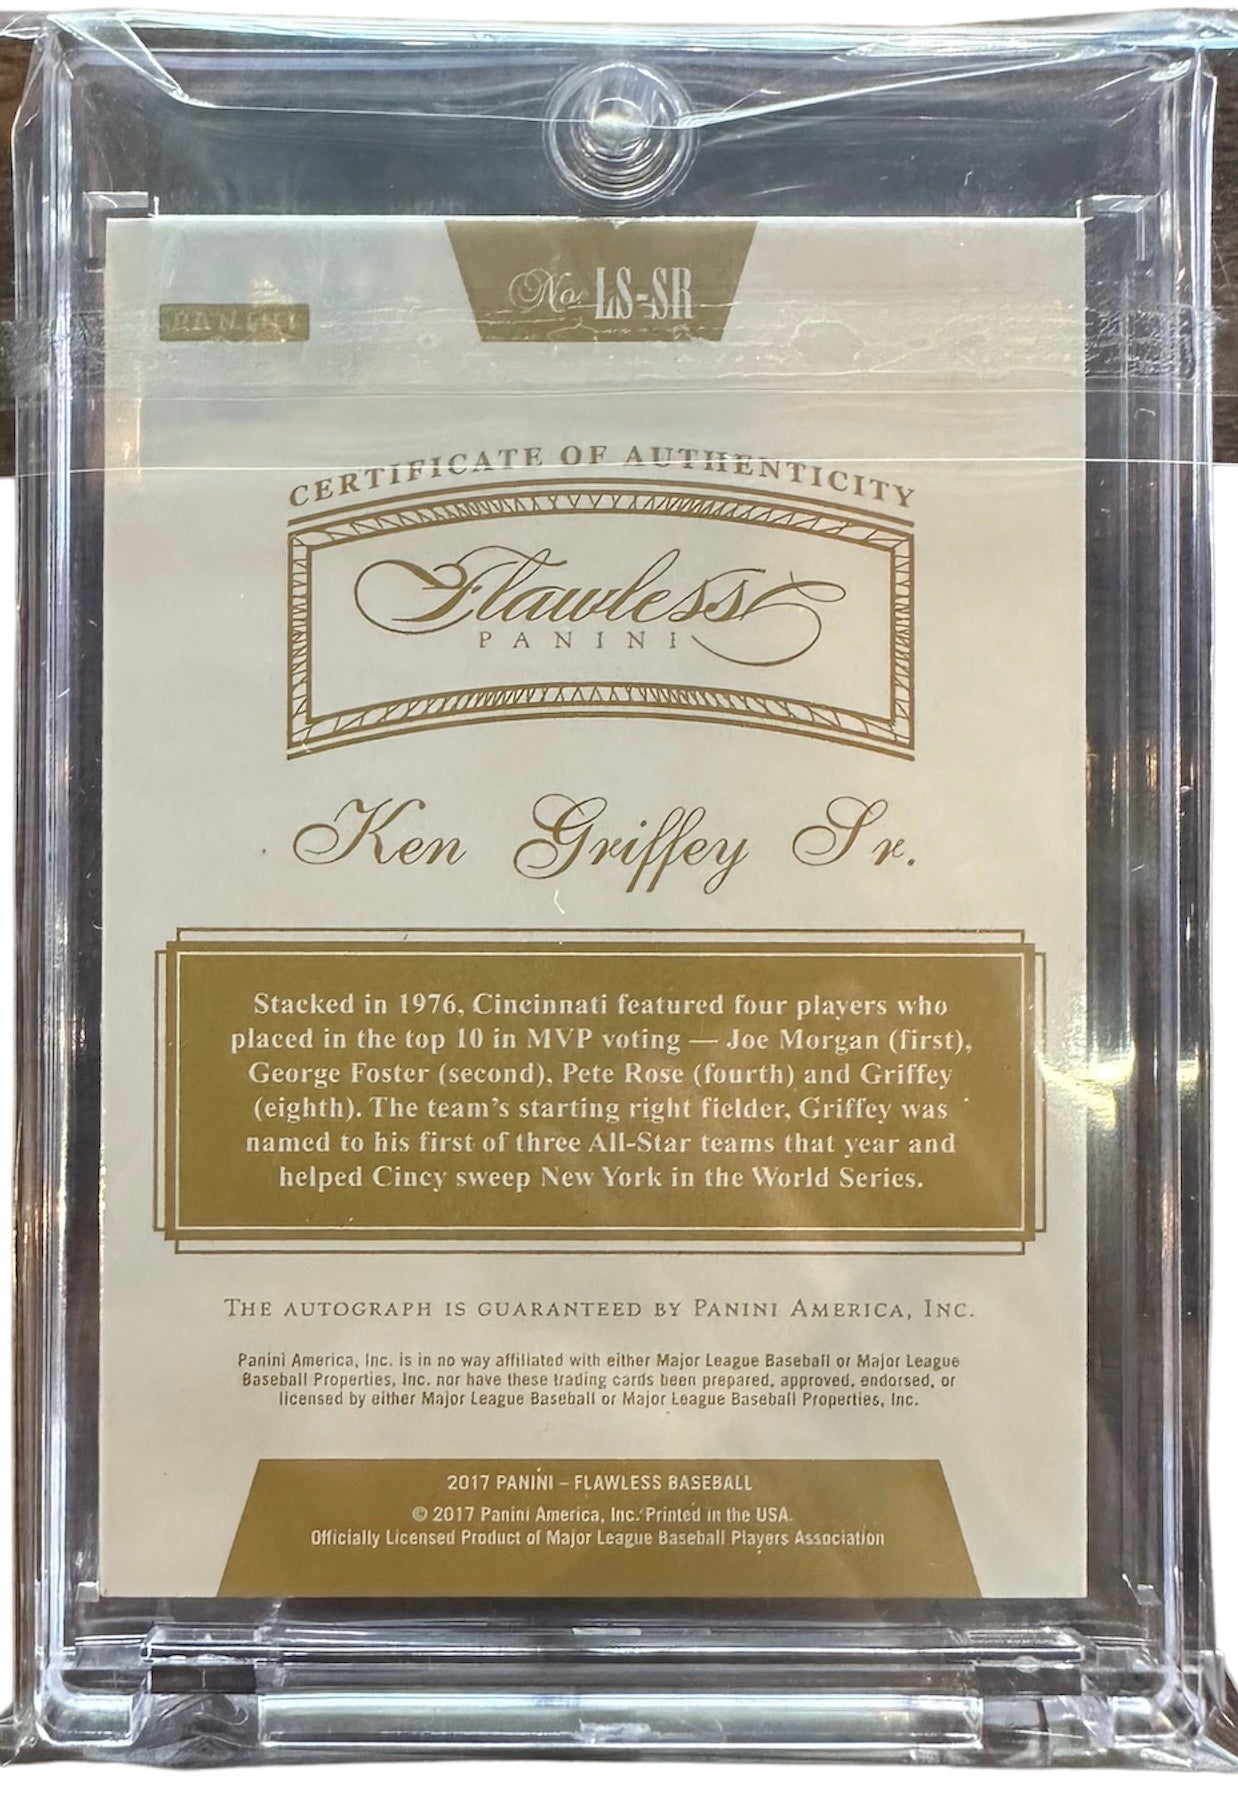 No. LS-SR
PANINI
CERTIFICATE OF AUTHENTICITY
Flawless
PANINI
Ken Griffey Sr.
Stacked in 1976, Cincinnati featured four players who
placed in the top 10 in MVP voting — Joe Morgan (first),
George Foster (second), Pete Rose (fourth) and Griffey
(eighth). The team's starting right fielder, Griffey was
named to his first of three All-Star teams that year and
helped Cincy sweep New York in the World Series.
THE AUTOGRAPH IS GUARANTEED BY PANINI AMERICA, INC.
Panini America, Inc. is in no way affiliated with either Major League Baseball or Major League
Baseball Properties, Inc. nor have these trading cards been prepared, approved, endorsed, or
licensed by either Major League Baseball or Major League Baseball Properties, Inc.
2017 PANINI – FLAWLESS BASEBALL
© 2017 Panini America, Inc. Printed in the USA.
Officially Licensed Product of Major League Baseball Players Association